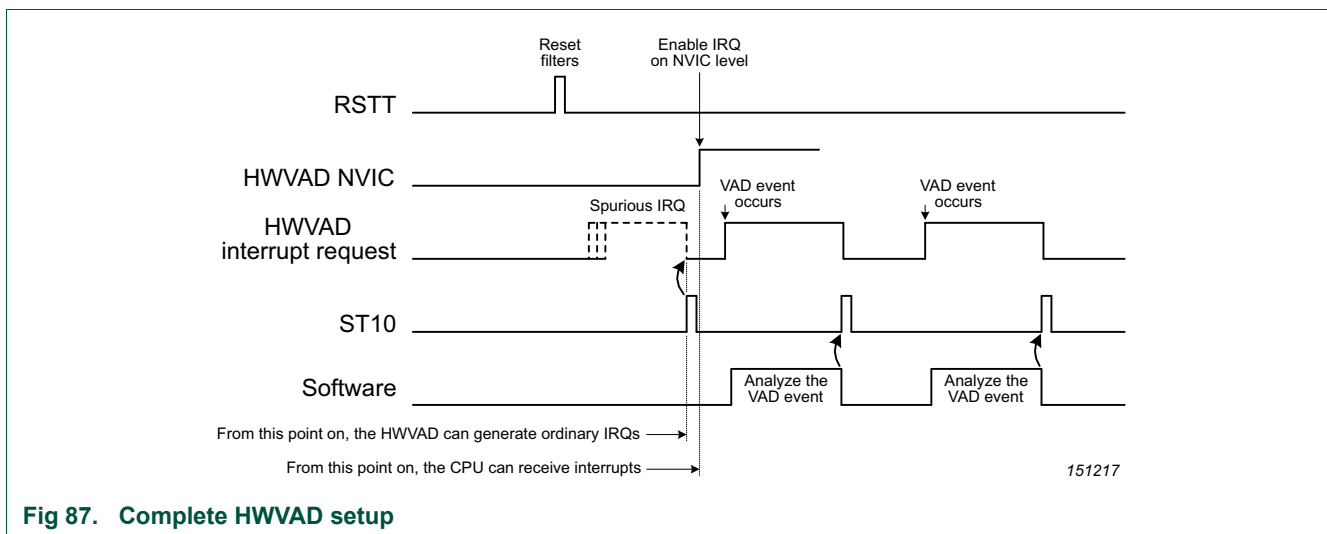 Reset
filters
Enable IRQ
on NVIC level
RSTT
HWVAD NVIC
VAD event
occurs
VAD event
occurs
Spurious IRQ
HWVAD
interrupt request
ST10
Software
Analyze the
VAD event
Analyze the
VAD event
From this point on, the HWVAD can generate ordinary IRQs
From this point on, the CPU can receive interrupts
151217
Fig 87. Complete HWVAD setup